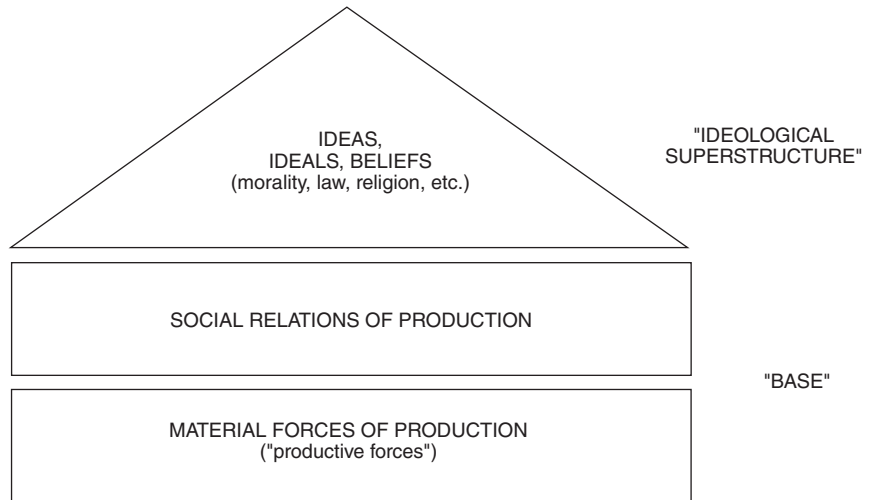 IDEAS,
IDEALS, BELIEFS
(morality, law, religion, etc.)
"IDEOLOGICAL
SUPERSTRUCTURE"
SOCIAL RELATIONS OF PRODUCTION
"BASE"
MATERIAL FORCES OF PRODUCTION
("productive forces")